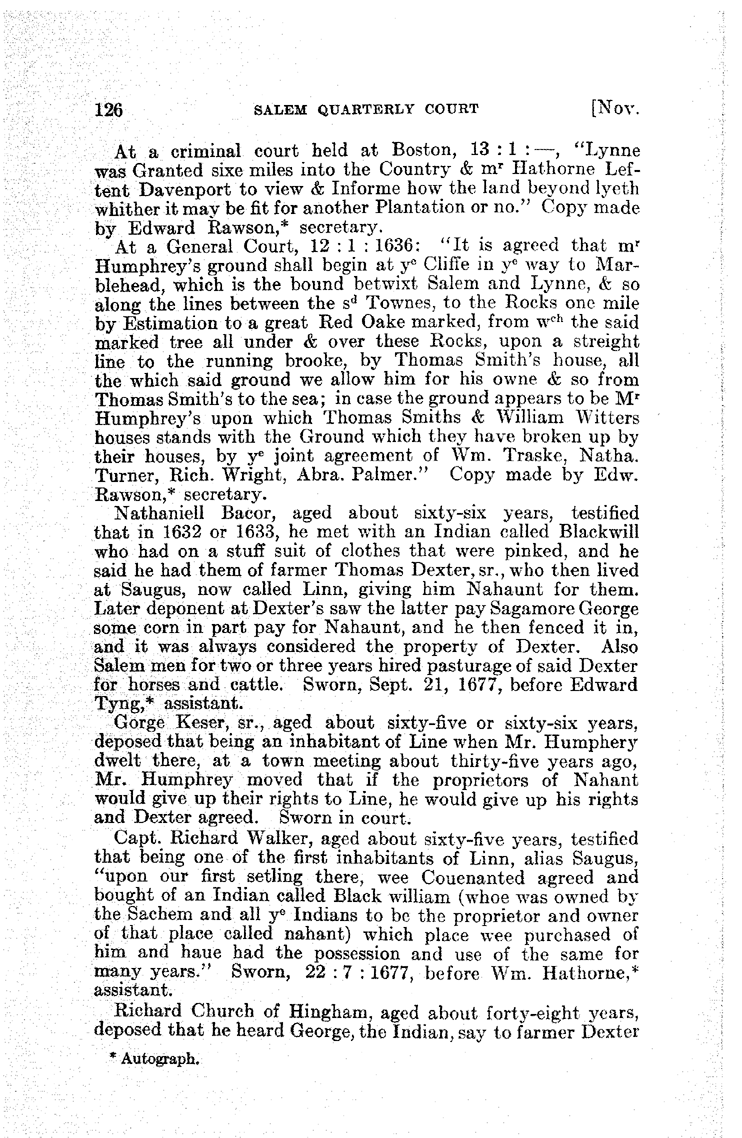 126 SALEM QUARTERLY COURT [Nov.
At a criminal court held at Boston, 13 : 1 : —, “Lynne
was Granted sixe miles into the Country & mʳ Hathorne Lef-
tent Davenport to view & Informe how the land beyond lyeth
whither it may be fit for another Plantation or no.” Copy made
by Edward Rawson,* secretary.
At a General Court, 12 : 1 : 1636: “It is agreed that mʳ
Humphrey’s ground shall begin at yᵉ Cliffe in yᵉ way to Mar-
blehead, which is the bound betwixt Salem and Lynne, & so
along the lines between the sᵈ Townes, to the Rocks one mile
by Estimation to a great Red Oake marked, from wᶜʰ the said
marked tree all under & over these Rocks, upon a streight
line to the running brooke, by Thomas Smith’s house, all
the which said ground we allow him for his owne & so from
Thomas Smith’s to the sea; in case the ground appears to be Mʳ
Humphrey’s upon which Thomas Smiths & William Witters
houses stands with the Ground which they have broken up by
their houses, by yᵉ joint agreement of Wm. Traske, Natha.
Turner, Rich. Wright, Abra. Palmer.” Copy made by Edw.
Rawson,* secretary.
Nathaniell Bacor, aged about sixty-six years, testified
that in 1632 or 1633, he met with an Indian called Blackwill
who had on a stuff suit of clothes that were pinked, and he
said he had them of farmer Thomas Dexter, sr., who then lived
at Saugus, now called Linn, giving him Nahaunt for them.
Later deponent at Dexter’s saw the latter pay Sagamore George
some corn in part pay for Nahaunt, and he then fenced it in,
and it was always considered the property of Dexter. Also
Salem men for two or three years hired pasturage of said Dexter
for horses and cattle. Sworn, Sept. 21, 1677, before Edward
Tyng,* assistant.
Gorge Keser, sr., aged about sixty-five or sixty-six years,
deposed that being an inhabitant of Line when Mr. Humphery
dwelt there, at a town meeting about thirty-five years ago,
Mr. Humphrey moved that if the proprietors of Nahant
would give up their rights to Line, he would give up his rights
and Dexter agreed. Sworn in court.
Capt. Richard Walker, aged about sixty-five years, testified
that being one of the first inhabitants of Linn, alias Saugus,
“upon our first setling there, wee Couenanted agreed and
bought of an Indian called Black william (whoe was owned by
the Sachem and all yᵉ Indians to be the proprietor and owner
of that place called nahant) which place wee purchased of
him and haue had the possession and use of the same for
many years.” Sworn, 22 : 7 : 1677, before Wm. Hathorne,*
assistant.
Richard Church of Hingham, aged about forty-eight years,
deposed that he heard George, the Indian, say to farmer Dexter
* Autograph.